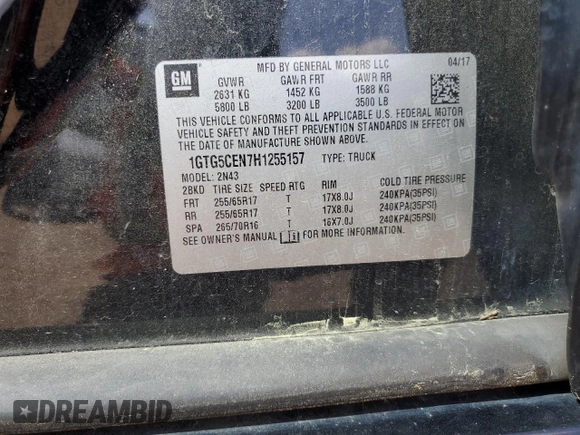 GM
MFD BY GENERAL MOTORS LLC 04/17
GVWR GAWR FRT GAWR RR
2631 KG 1452 KG 1588 KG
5800 LB 3200 LB 3500 LB
THIS VEHICLE CONFORMS TO ALL APPLICABLE U.S. FEDERAL MOTOR
VEHICLE SAFETY AND THEFT PREVENTION STANDARDS IN EFFECT ON
THE DATE OF MANUFACTURE SHOWN ABOVE.
1GTG5CEN7H1255157 TYPE: TRUCK
MODEL: 2N43
2BKD TIRE SIZE SPEED RTG RIM COLD TIRE PRESSURE
FRT 255/65R17 T 17X8.0J 240KPA(35PSI)
RR 255/65R17 T 17X8.0J 240KPA(35PSI)
SPA 265/70R16 T 16X7.0J 240KPA(35PSI)
SEE OWNER'S MANUAL FOR MORE INFORMATION.
DREAMBID